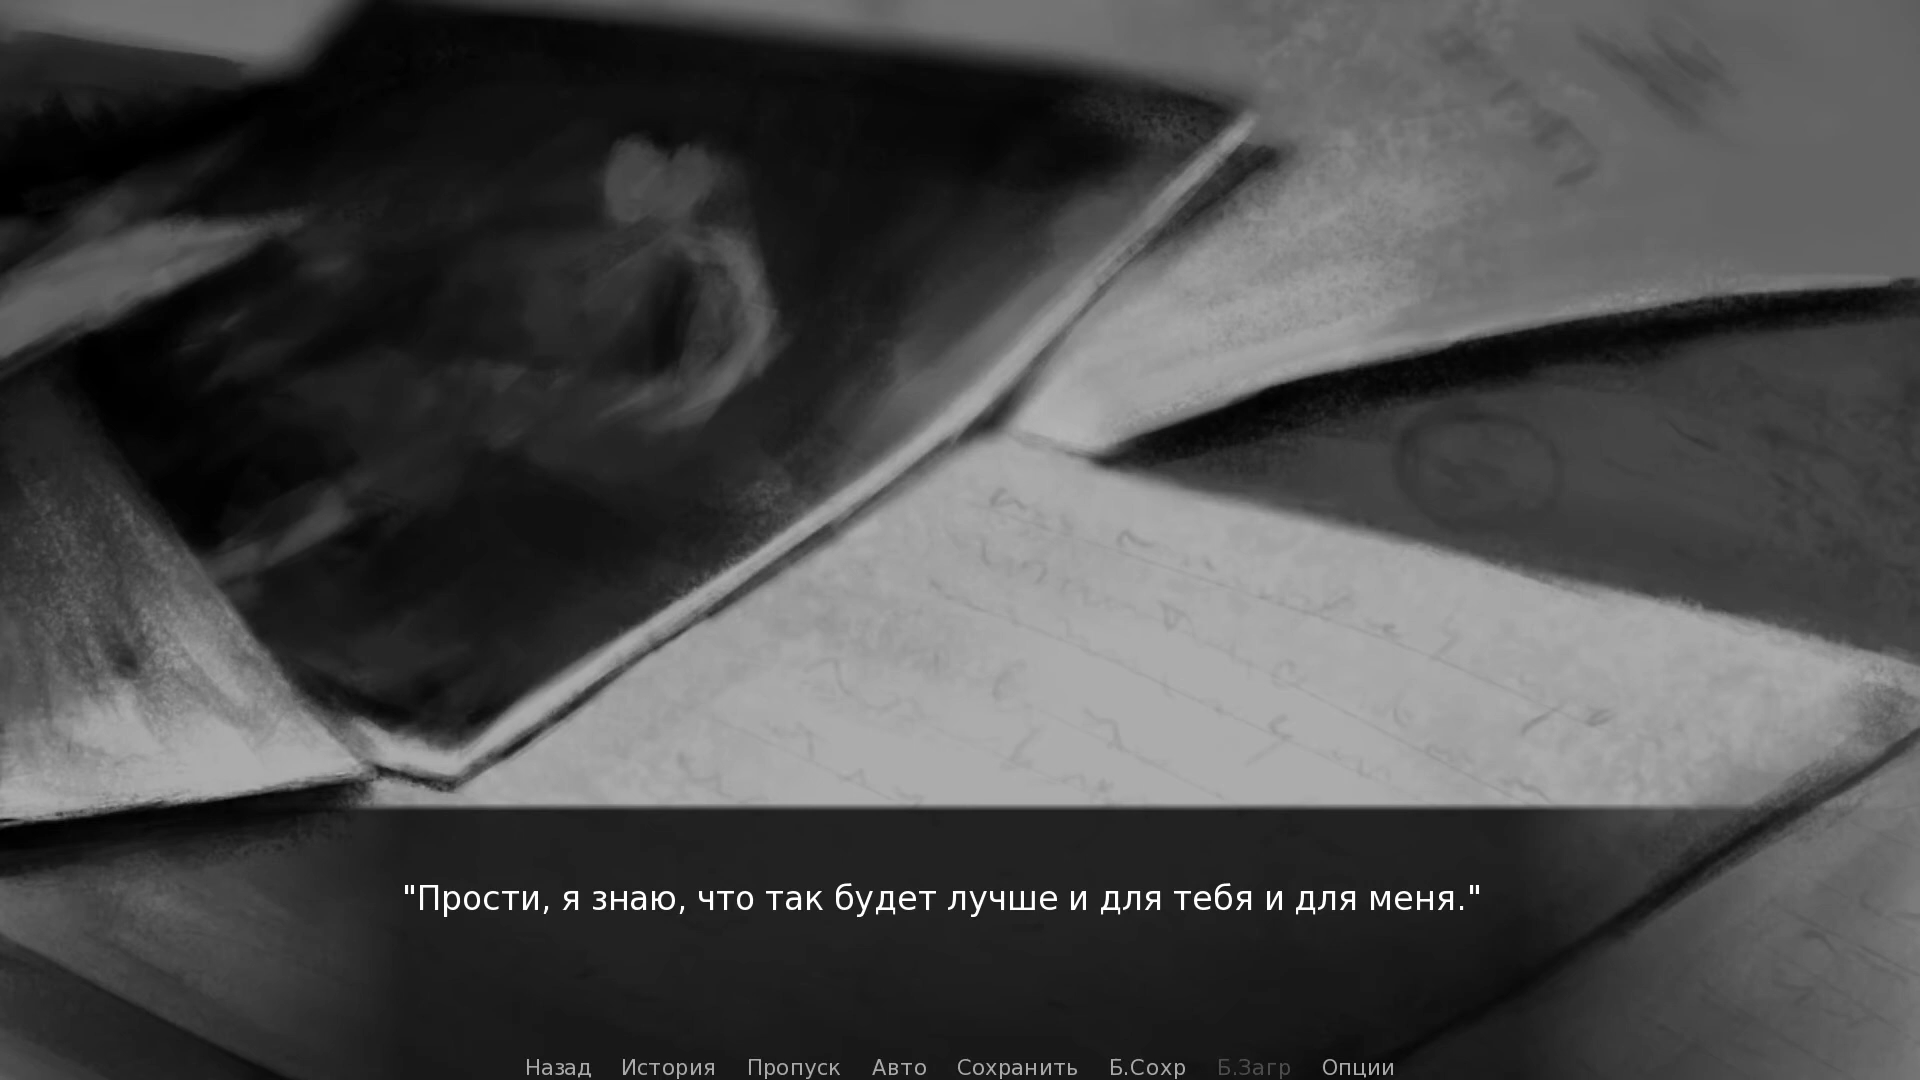 "Прости, я знаю, что так будет лучше и для тебя и для меня."
Назад История Пропуск Авто Сохранить Б.Сохр Б.Загр Опции